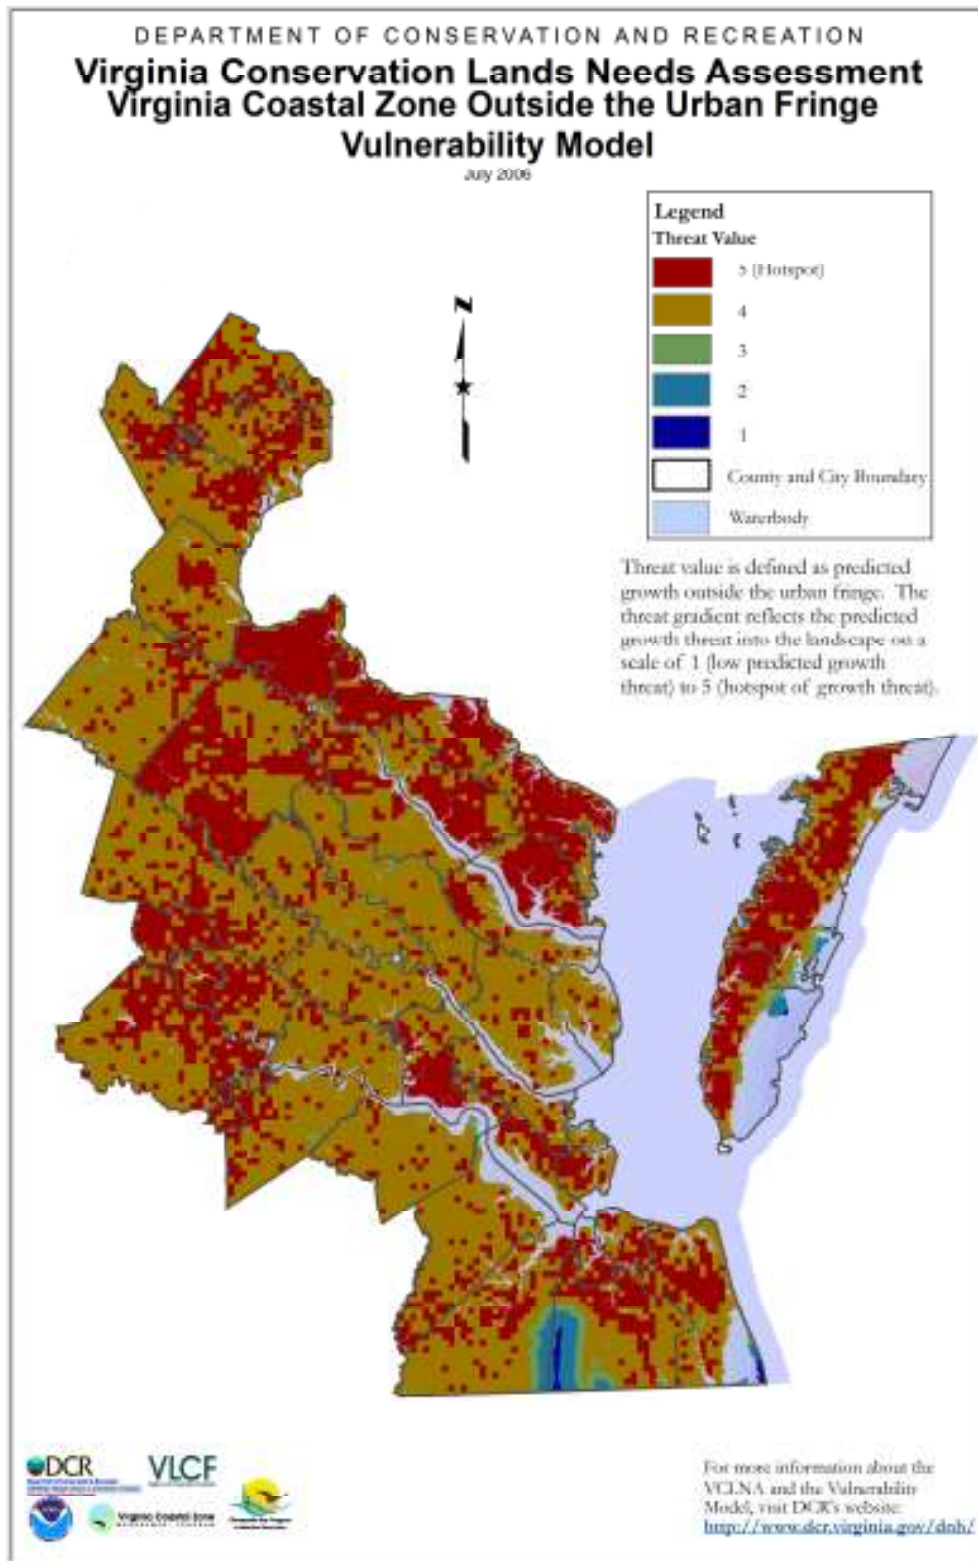 DEPARTMENT OF CONSERVATION AND RECREATION
Virginia Conservation Lands Needs Assessment
Virginia Coastal Zone Outside the Urban Fringe
Vulnerability Model
July 2006
Legend
Threat Value
5 (Hotspot)
4
3
2
1
County and City Boundary
Waterbody
N
Threat value is defined as predicted
growth outside the urban fringe. The
threat gradient reflects the predicted
growth threat into the landscape on a
scale of 1 (low predicted growth
threat) to 5 (hotspot of growth threat).
DCR
VLCF
Virginia Coastal Zone
For more information about the
VCLNA and the Vulnerability
Model, visit DCR's website:
http://www.dcr.virginia.gov/dnh/